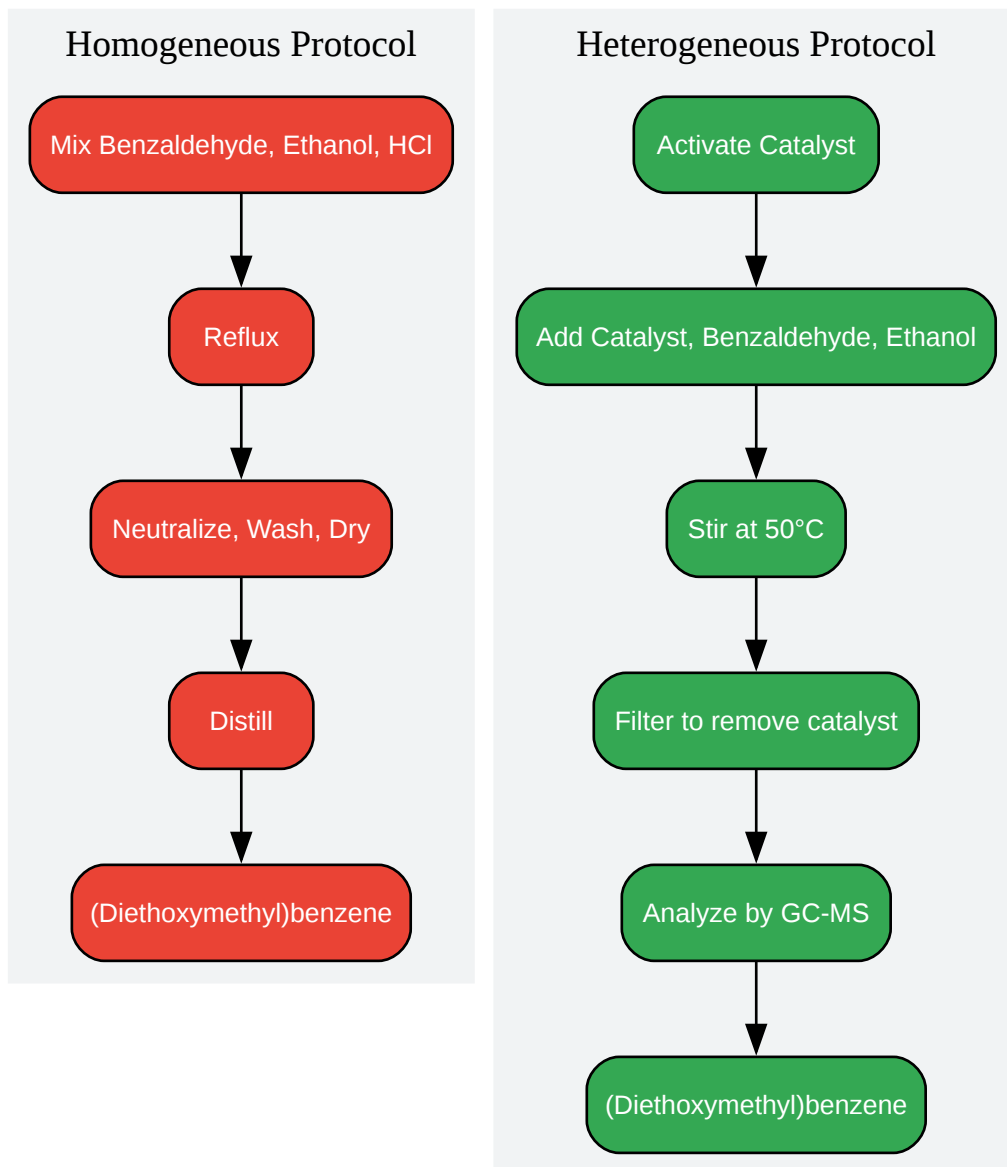 Homogeneous Protocol
Mix Benzaldehyde, Ethanol, HCl
Reflux
Neutralize, Wash, Dry
Distill
(Diethoxymethyl)benzene
Heterogeneous Protocol
Activate Catalyst
Add Catalyst, Benzaldehyde, Ethanol
Stir at 50°C
Filter to remove catalyst
Analyze by GC-MS
(Diethoxymethyl)benzene